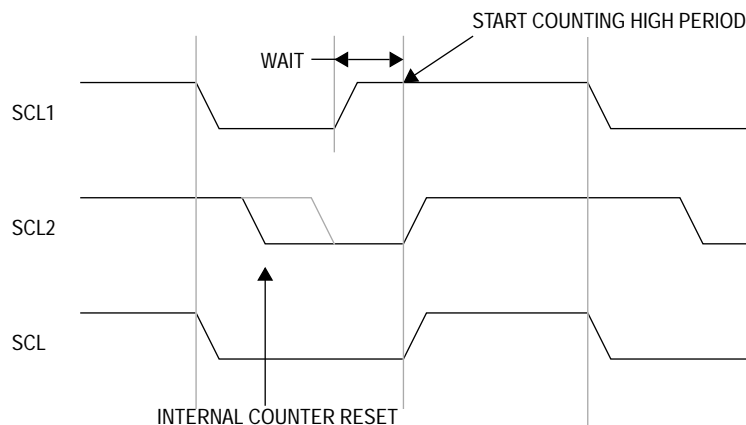 START COUNTING HIGH PERIOD
WAIT
SCL1
SCL2
SCL
INTERNAL COUNTER RESET